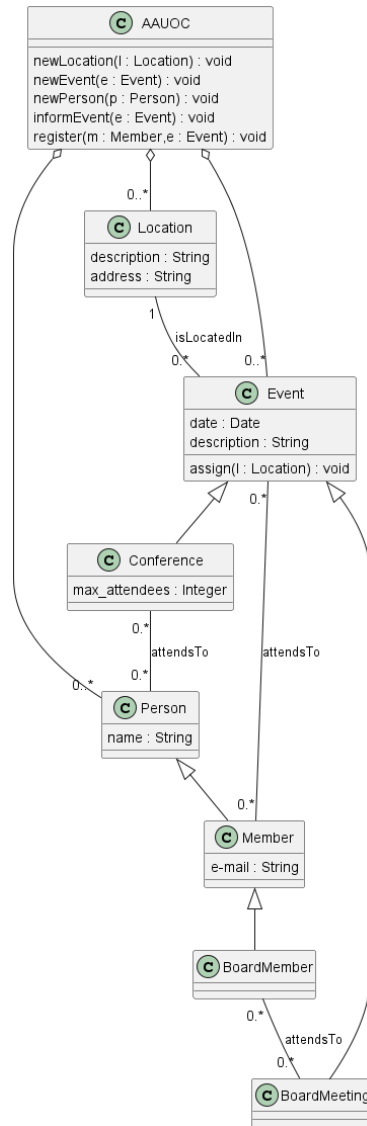 C AAUOC
newLocation(l : Location) : void
newEvent(e : Event) : void
newPerson(p : Person) : void
informEvent(e : Event) : void
register(m : Member,e : Event) : void
0..*
C Location
description : String
address : String
1
isLocatedIn
0.*
0..*
C Event
date : Date
description : String
assign(l : Location) : void
0.*
C Conference
max_attendees : Integer
0.*
attendsTo
attendsTo
0.*
0..*
C Person
name : String
0.*
C Member
e-mail : String
C BoardMember
0.*
attendsTo
0.*
C BoardMeeting